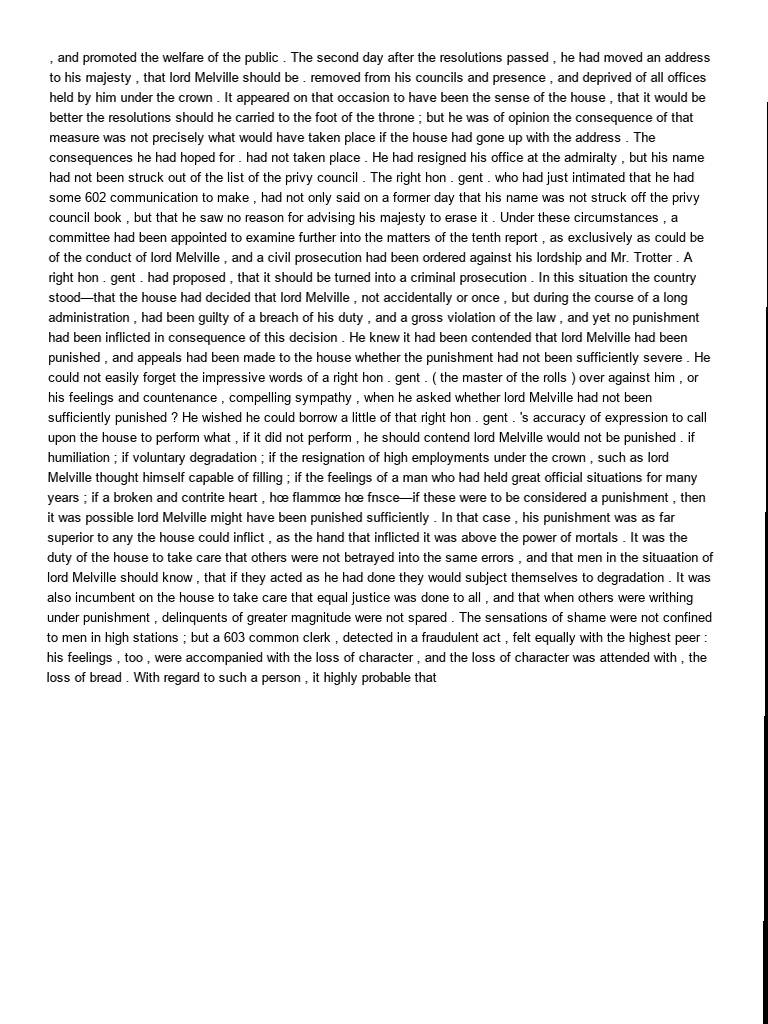 , and promoted the welfare of the public . The second day after the resolutions passed , he had moved an address
to his majesty , that lord Melville should be . removed from his councils and presence , and deprived of all offices
held by him under the crown . It appeared on that occasion to have been the sense of the house , that it would be
better the resolutions should he carried to the foot of the throne ; but he was of opinion the consequence of that
measure was not precisely what would have taken place if the house had gone up with the address . The
consequences he had hoped for . had not taken place . He had resigned his office at the admiralty , but his name
had not been struck out of the list of the privy council . The right hon . gent . who had just intimated that he had
some 602 communication to make , had not only said on a former day that his name was not struck off the privy
council book , but that he saw no reason for advising his majesty to erase it . Under these circumstances , a
committee had been appointed to examine further into the matters of the tenth report , as exclusively as could be
of the conduct of lord Melville , and a civil prosecution had been ordered against his lordship and Mr. Trotter . A
right hon . gent . had proposed , that it should be turned into a criminal prosecution . In this situation the country
stood—that the house had decided that lord Melville , not accidentally or once , but during the course of a long
administration , had been guilty of a breach of his duty , and a gross violation of the law , and yet no punishment
had been inflicted in consequence of this decision . He knew it had been contended that lord Melville had been
punished , and appeals had been made to the house whether the punishment had not been sufficiently severe . He
could not easily forget the impressive words of a right hon . gent . ( the master of the rolls ) over against him , or
his feelings and countenance , compelling sympathy , when he asked whether lord Melville had not been
sufficiently punished ? He wished he could borrow a little of that right hon . gent . 's accuracy of expression to call
upon the house to perform what , if it did not perform , he should contend lord Melville would not be punished . if
humiliation ; if voluntary degradation ; if the resignation of high employments under the crown , such as lord
Melville thought himself capable of filling ; if the feelings of a man who had held great official situations for many
years ; if a broken and contrite heart , hœ flammœ hœ fnsce—if these were to be considered a punishment , then
it was possible lord Melville might have been punished sufficiently . In that case , his punishment was as far
superior to any the house could inflict , as the hand that inflicted it was above the power of mortals . It was the
duty of the house to take care that others were not betrayed into the same errors , and that men in the situaation of
lord Melville should know , that if they acted as he had done they would subject themselves to degradation . It was
also incumbent on the house to take care that equal justice was done to all , and that when others were writhing
under punishment , delinquents of greater magnitude were not spared . The sensations of shame were not confined
to men in high stations ; but a 603 common clerk , detected in a fraudulent act , felt equally with the highest peer :
his feelings , too , were accompanied with the loss of character , and the loss of character was attended with , the
loss of bread . With regard to such a person , it highly probable that